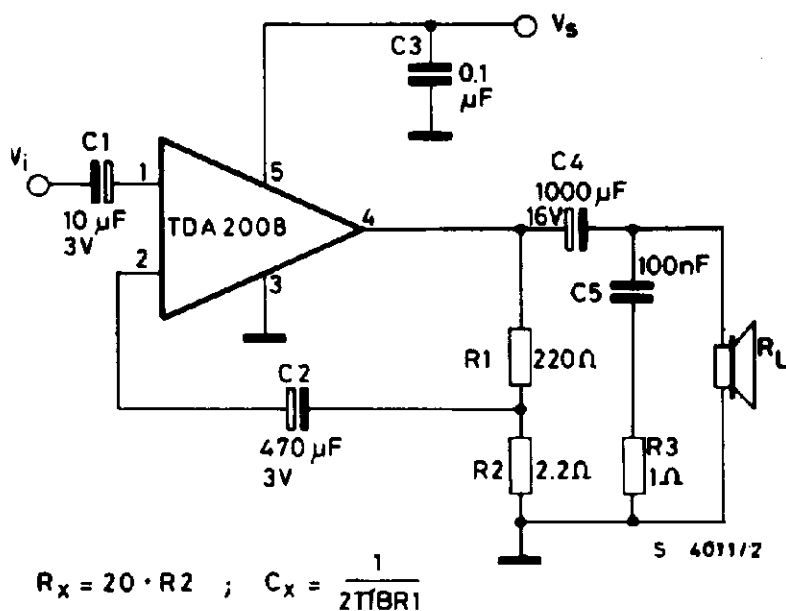 Vs
C3
0.1
µF
C1
Vi
1
5
10 µF
3V
TDA 2008
4
2
3
C4
1000 µF
16V
100nF
C5
R1
220Ω
RL
C2
470 µF
3V
R2
2.2Ω
R3
1Ω
S 4011/2
Rx = 20 · R2 ; Cx = 1 / 2πBR1